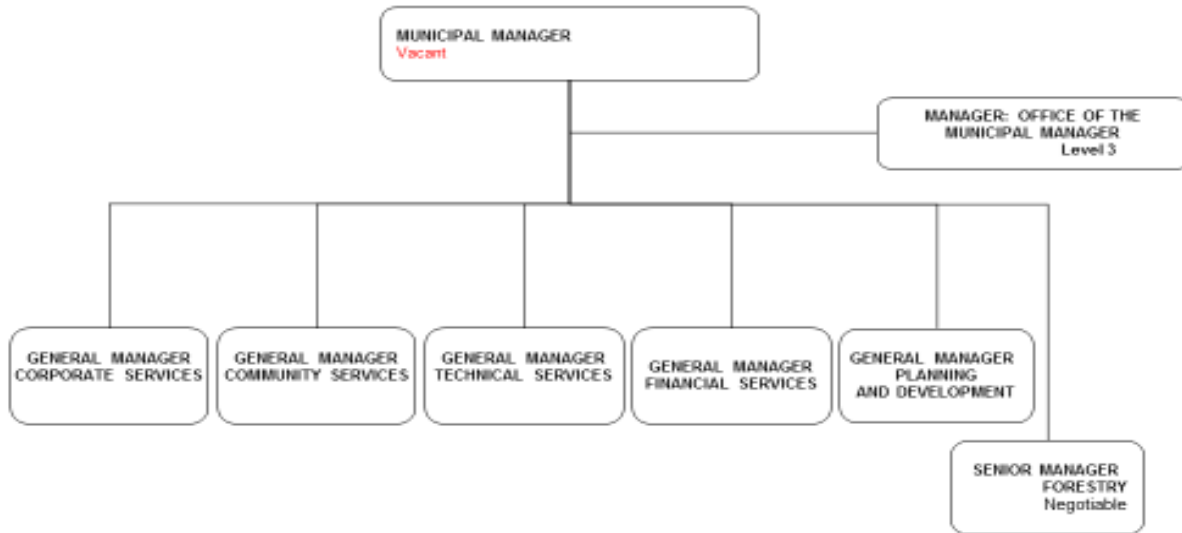 MUNICIPAL MANAGER
Vacant
MANAGER: OFFICE OF THE
MUNICIPAL MANAGER
Level 3
GENERAL MANAGER
CORPORATE SERVICES
GENERAL MANAGER
COMMUNITY SERVICES
GENERAL MANAGER
TECHNICAL SERVICES
GENERAL MANAGER
FINANCIAL SERVICES
GENERAL MANAGER
PLANNING
AND DEVELOPMENT
SENIOR MANAGER
FORESTRY
Negotiable